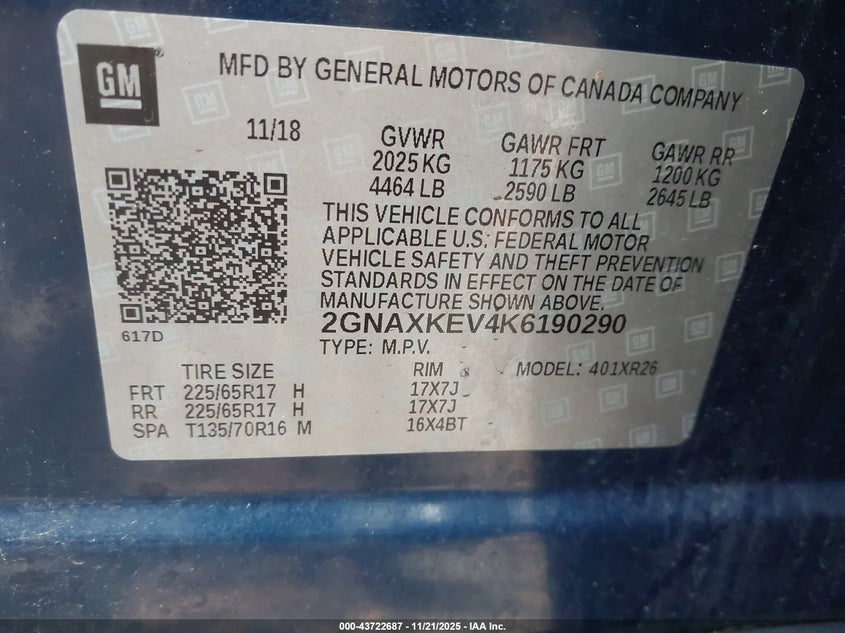 GM
MFD BY GENERAL MOTORS OF CANADA COMPANY
11/18
GVWR
2025 KG
4464 LB
GAWR FRT
1175 KG
2590 LB
GAWR RR
1200 KG
2645 LB
THIS VEHICLE CONFORMS TO ALL
APPLICABLE U.S. FEDERAL MOTOR
VEHICLE SAFETY AND THEFT PREVENTION
STANDARDS IN EFFECT ON THE DATE OF
MANUFACTURE SHOWN ABOVE.
2GNAXKEV4K6190290
TYPE: M.P.V.
617D
TIRE SIZE RIM MODEL: 401XR26
FRT 225/65R17 H 17X7J
RR 225/65R17 H 17X7J
SPA T135/70R16 M 16X4BT
000-43722687 - 11/21/2025 - IAA Inc.